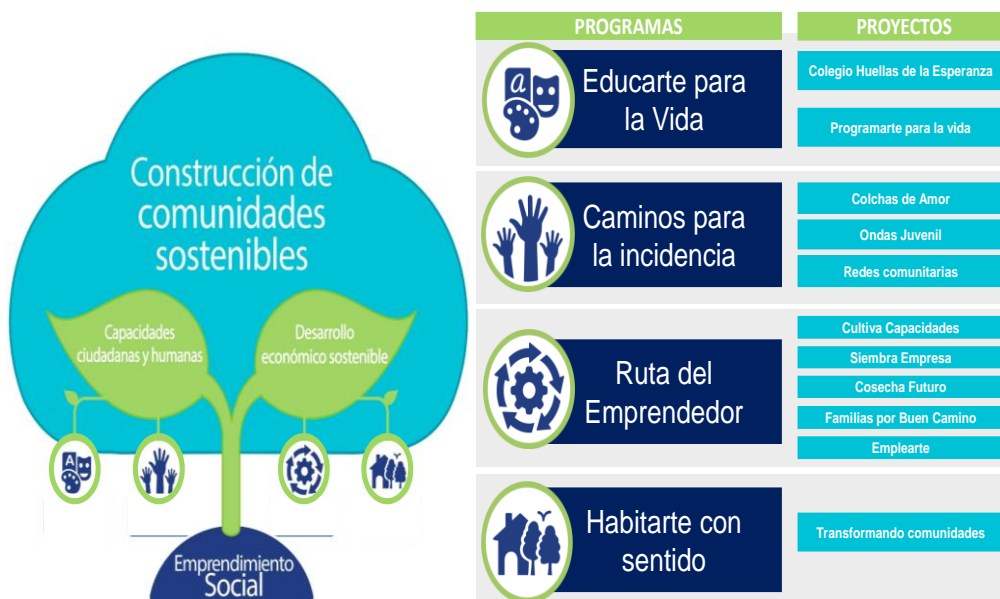 Construcción de
comunidades
sostenibles
Capacidades
ciudadanas y humanas
Desarrollo
económico sostenible
A
Emprendimiento
Social
PROGRAMAS
PROYECTOS
a
Educarte para
la Vida
Colegio Huellas de la Esperanza
Programarte para la vida
Caminos para
la incidencia
Colchas de Amor
Ondas Juvenil
Redes comunitarias
Ruta del
Emprendedor
Cultiva Capacidades
Siembra Empresa
Cosecha Futuro
Familias por Buen Camino
Emplearte
Habitarte con
sentido
Transformando comunidades